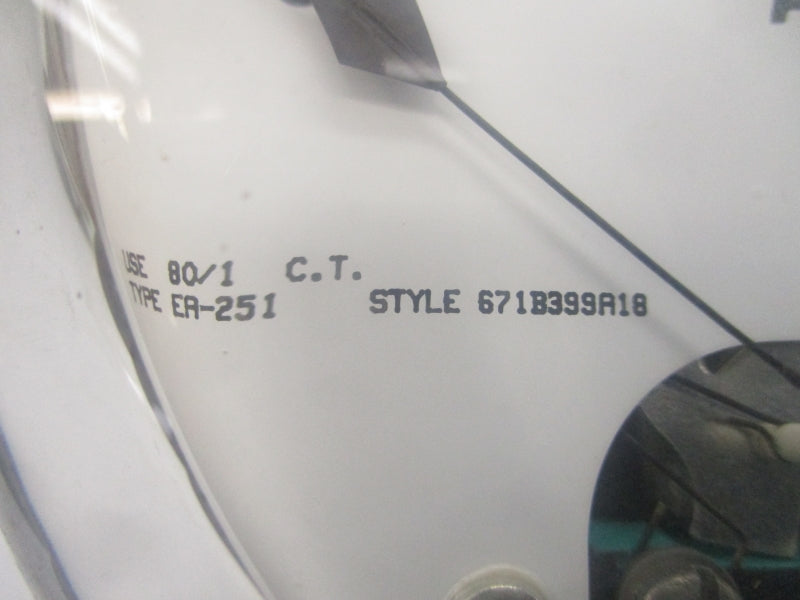 USE 80/1 C.T.
TYPE EA-251 STYLE 671B399A18